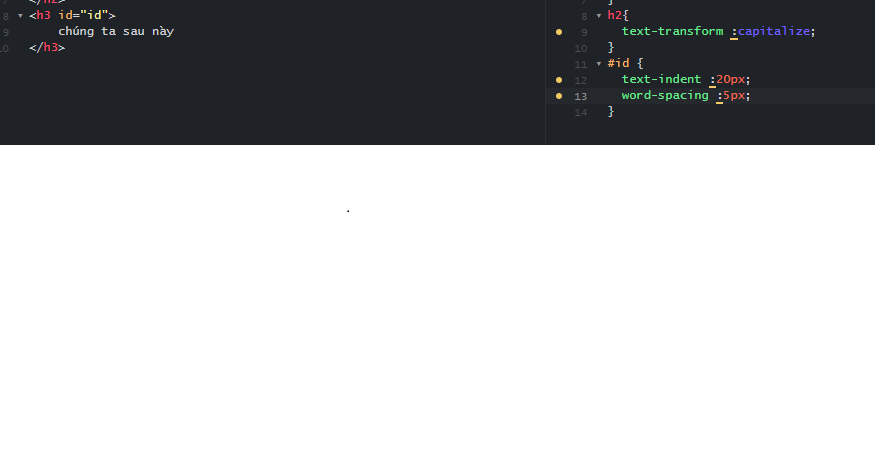 </h2>
8 <h3 id="id">
9 chúng ta sau này
10 </h3>
7 }
8 h2{
9 text-transform :capitalize;
10 }
11 #id {
12 text-indent :20px;
13 word-spacing :5px;
14 }